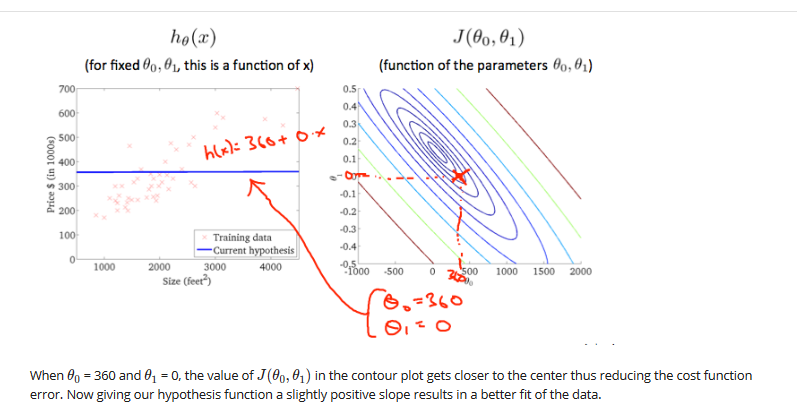 hθ(x)
(for fixed θ0, θ1, this is a function of x)
700
600
500
400
300
200
100
0
Price $ (in 1000s)
1000 2000 3000 4000
Size (feet²)
h(x)= 360 + 0·x
Training data
Current hypothesis
J(θ0, θ1)
(function of the parameters θ0, θ1)
0.5
0.4
0.3
0.2
0.1
-0.1
-0.2
-0.3
-0.4
-0.5
-1000 -500 0 500 1000 1500 2000
360
θ0
θ0 = 360
θ1 = 0
When θ0 = 360 and θ1 = 0, the value of J(θ0, θ1) in the contour plot gets closer to the center thus reducing the cost function
error. Now giving our hypothesis function a slightly positive slope results in a better fit of the data.